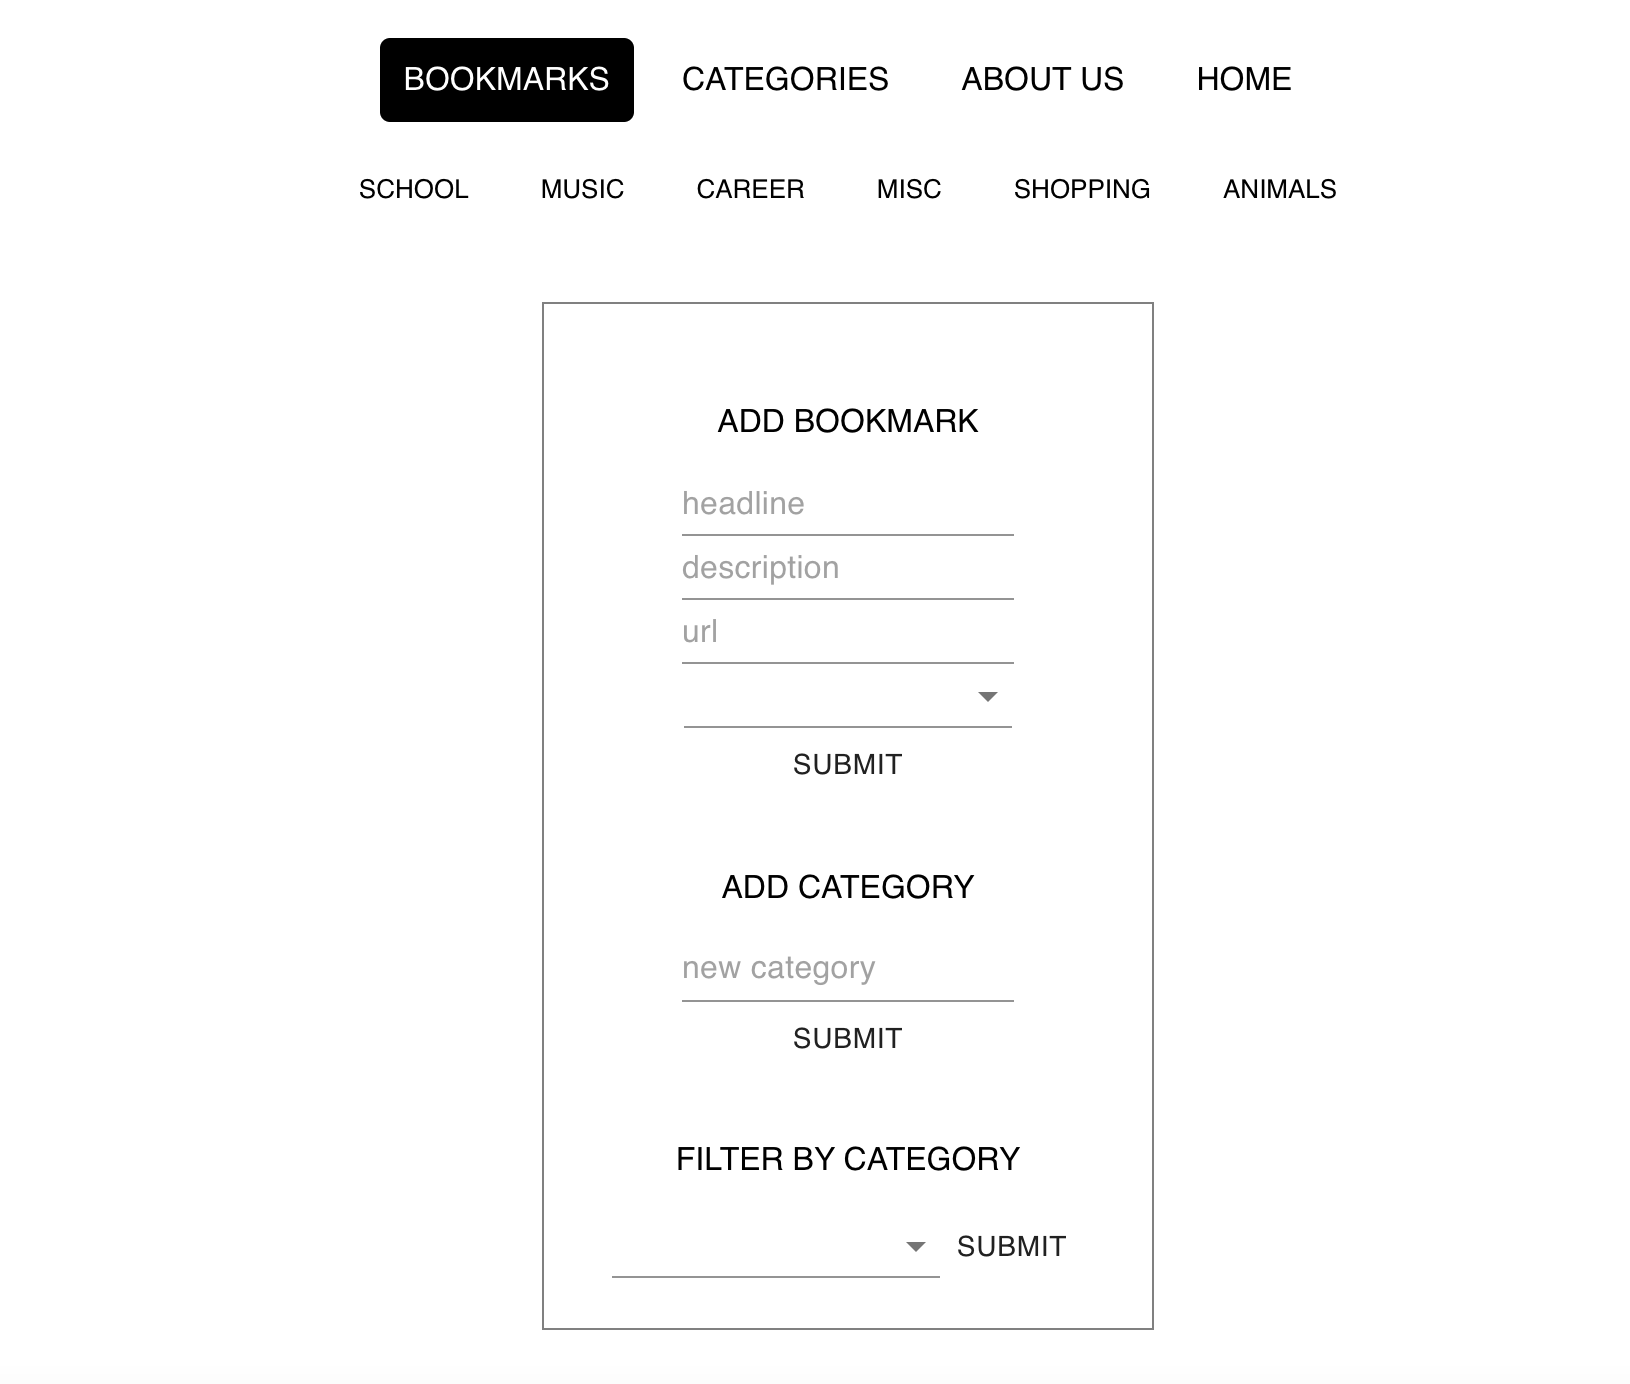 BOOKMARKS CATEGORIES ABOUT US HOME
SCHOOL MUSIC CAREER MISC SHOPPING ANIMALS
ADD BOOKMARK
headline
description
url
SUBMIT
ADD CATEGORY
new category
SUBMIT
FILTER BY CATEGORY
SUBMIT